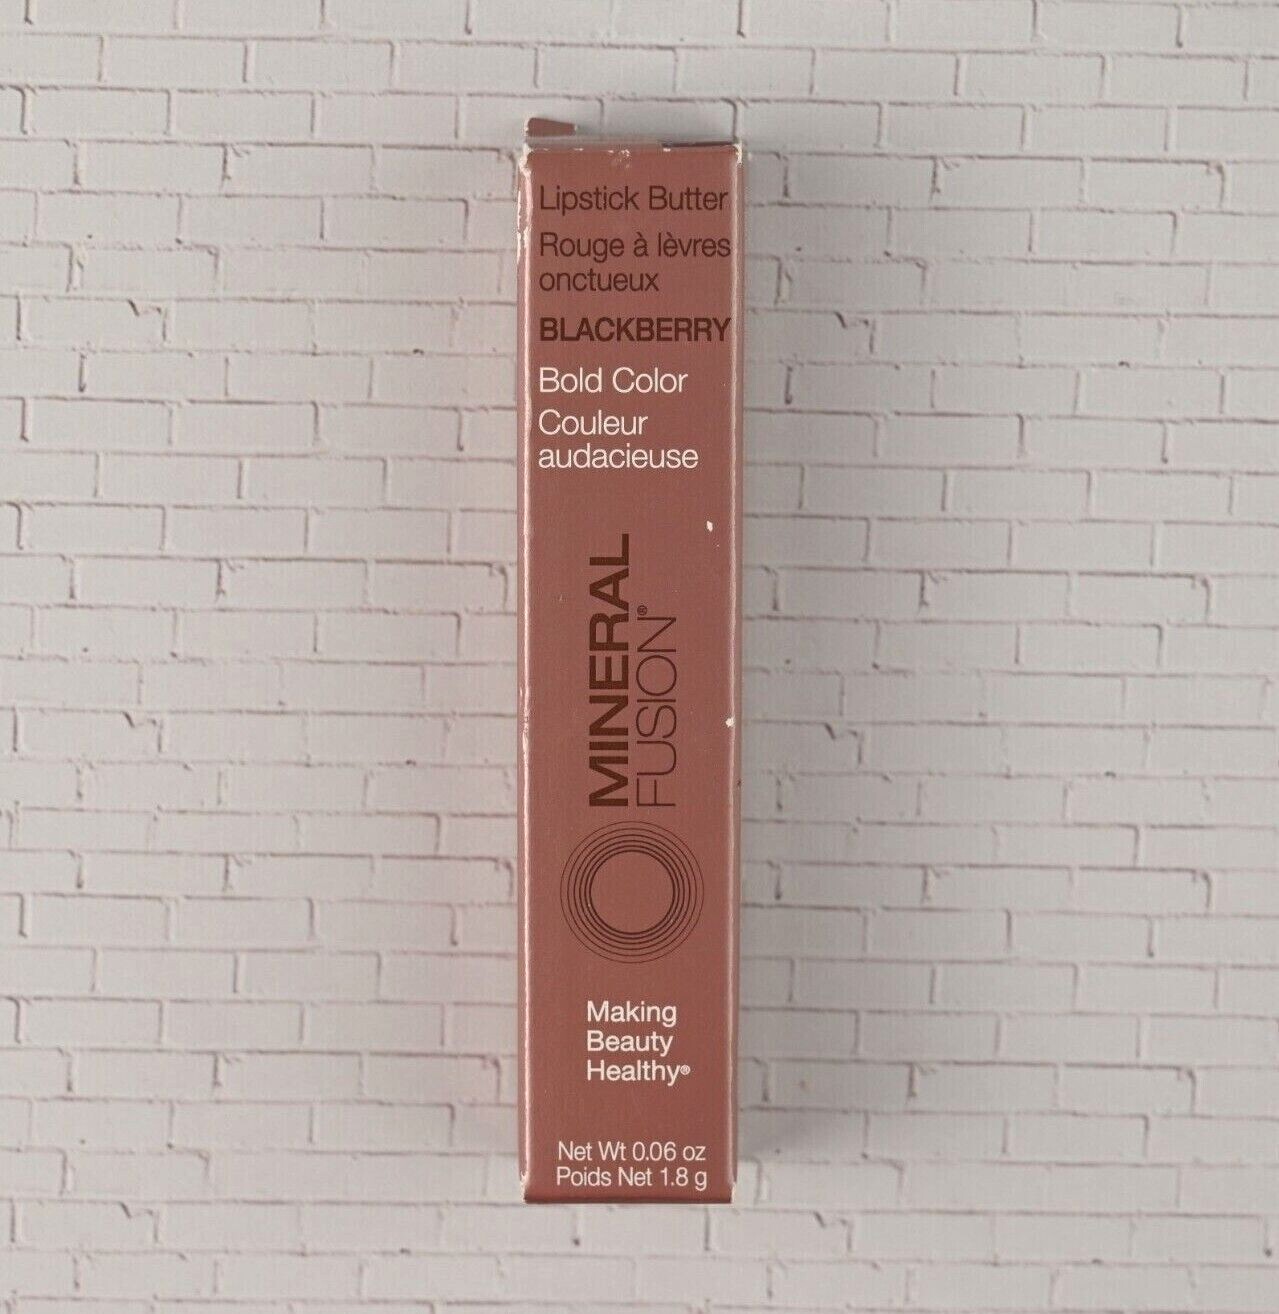 Lipstick Butter
Rouge à lèvres
onctueux
BLACKBERRY
Bold Color
Couleur
audacieuse
MINERAL
FUSION®
Making
Beauty
Healthy®
Net Wt 0.06 oz
Poids Net 1.8 g